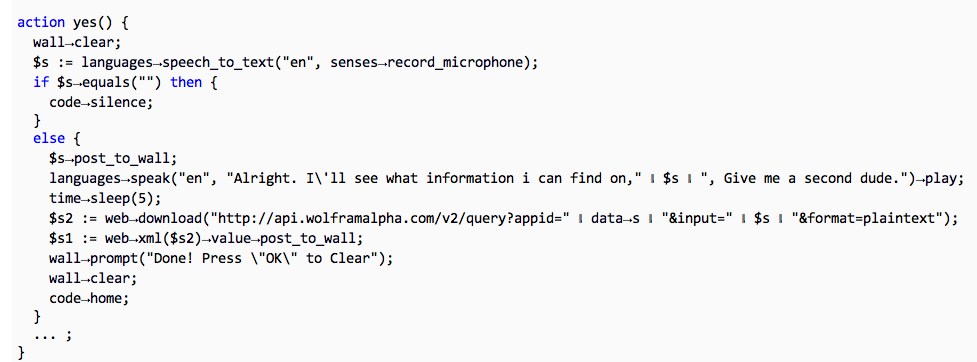 action yes() {
wall→clear;
$s := languages→speech_to_text("en", senses→record_microphone);
if $s→equals("") then {
code→silence;
}
else {
$s→post_to_wall;
languages→speak("en", "Alright. I\'ll see what information i can find on," ∥ $s ∥ ", Give me a second dude.")→play;
time→sleep(5);
$s2 := web→download("http://api.wolframalpha.com/v2/query?appid=" ∥ data→s ∥ "&input=" ∥ $s ∥ "&format=plaintext");
$s1 := web→xml($s2)→value→post_to_wall;
wall→prompt("Done! Press \"OK\" to Clear");
wall→clear;
code→home;
}
... ;
}